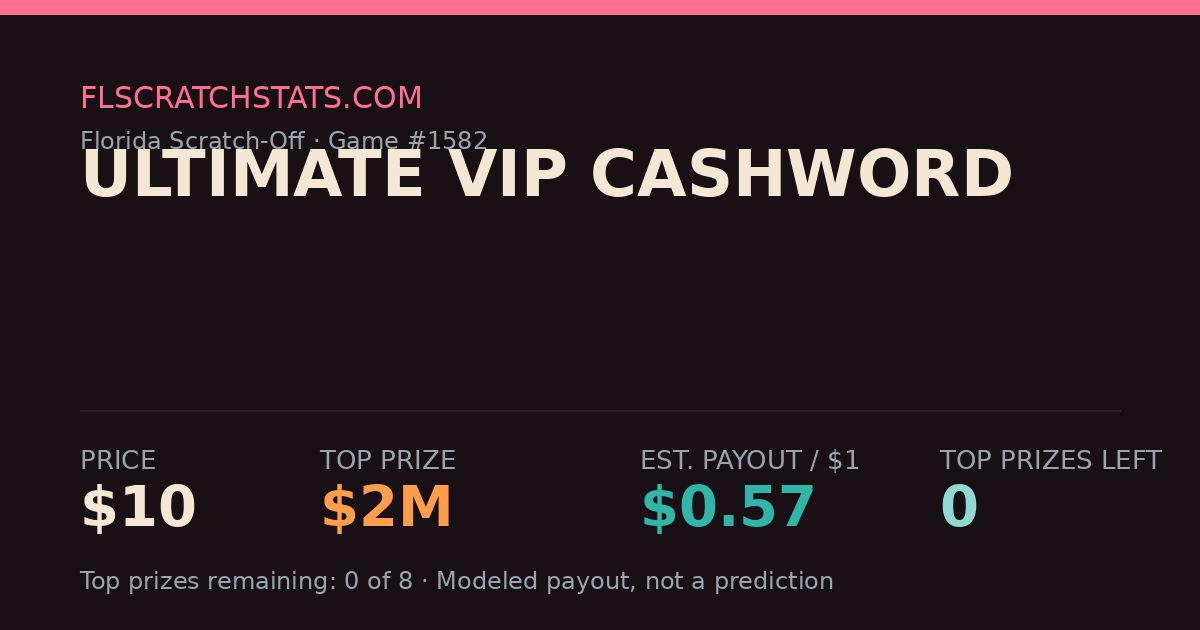 FLSCRATCHSTATS.COM
Florida Scratch-Off · Game #1582
ULTIMATE VIP CASHWORD
PRICE TOP PRIZE EST. PAYOUT / $1 TOP PRIZES LEFT
$10 $2M $0.57 0
Top prizes remaining: 0 of 8 · Modeled payout, not a prediction